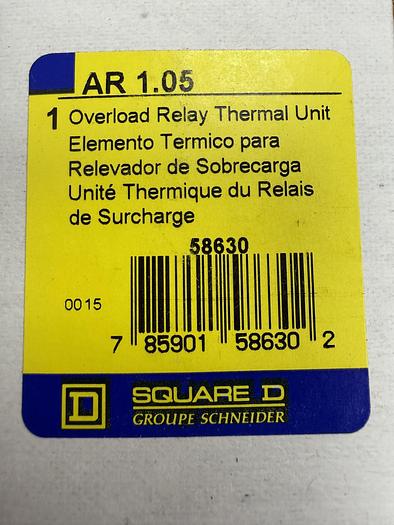 AR 1.05
1 Overload Relay Thermal Unit
Elemento Termico para
Relevador de Sobrecarga
Unité Thermique du Relais
de Surcharge
58630
0015
7 85901 58630 2
D SQUARE D
GROUPE SCHNEIDER